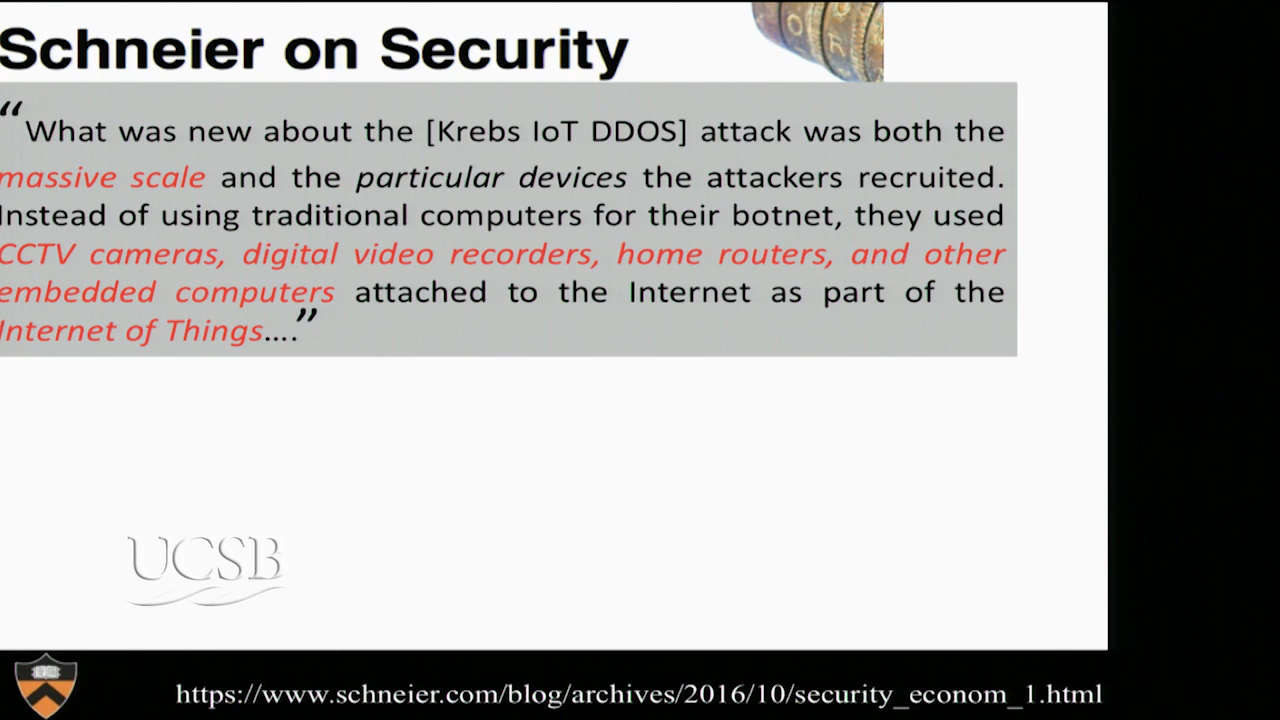 Schneier on Security
“What was new about the [Krebs IoT DDOS] attack was both the
massive scale and the particular devices the attackers recruited.
Instead of using traditional computers for their botnet, they used
CCTV cameras, digital video recorders, home routers, and other
embedded computers attached to the Internet as part of the
Internet of Things….”
UCSB
https://www.schneier.com/blog/archives/2016/10/security_econom_1.html